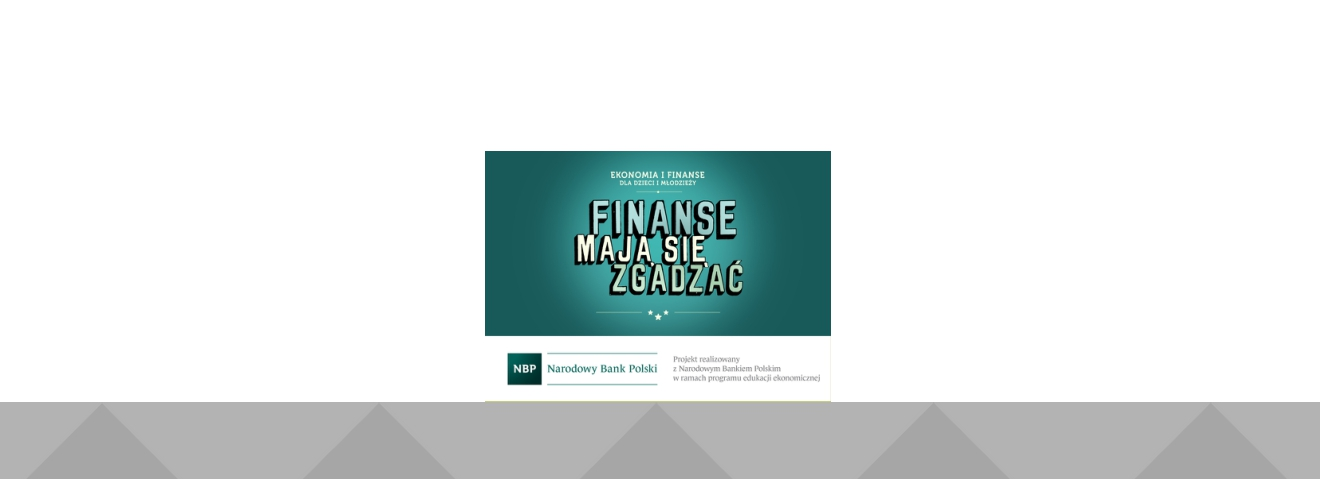 EKONOMIA I FINANSE
DLA DZIECI I MŁODZIEŻY
FINANSE
MAJĄ SIĘ
ZGADZAĆ
NBP Narodowy Bank Polski
Projekt realizowany
z Narodowym Bankiem Polskim
w ramach programu edukacji ekonomicznej